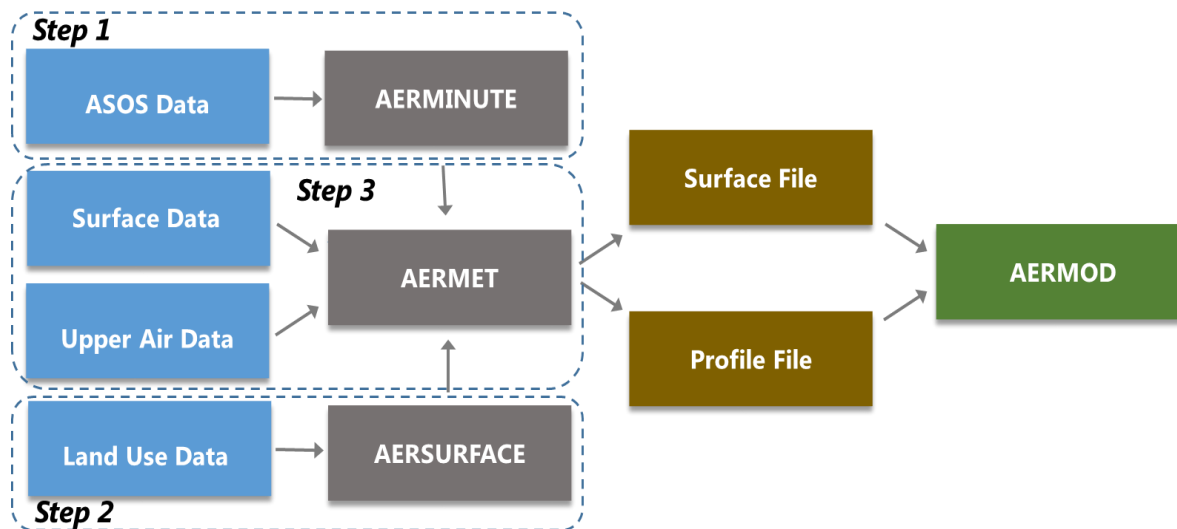 Step 1
ASOS Data
AERMINUTE
Step 3
Surface Data
Upper Air Data
AERMET
Surface File
Profile File
AERMOD
Land Use Data
AERSURFACE
Step 2